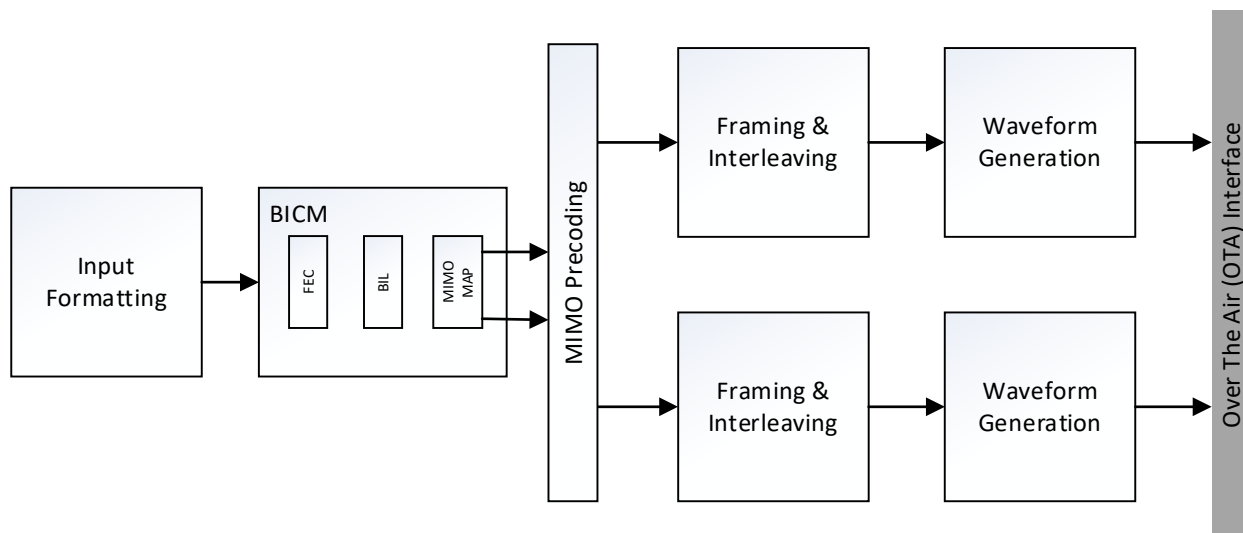 Input
Formatting
BICM
FEC
BIL
MIMO
MAP
MIMO Precoding
Framing &
Interleaving
Waveform
Generation
Framing &
Interleaving
Waveform
Generation
Over The Air (OTA) Interface